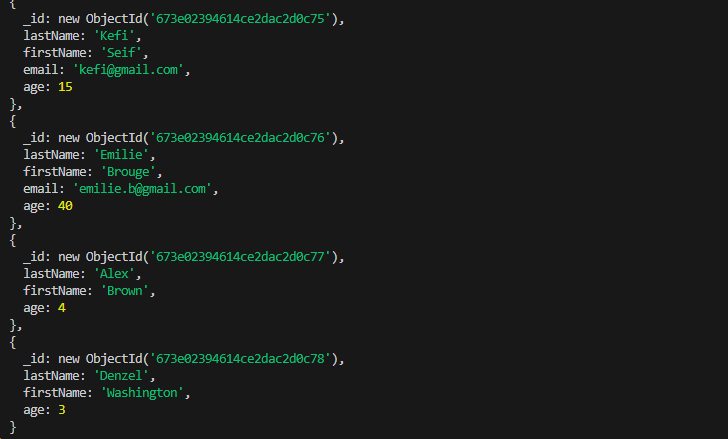 {
_id: new ObjectId('673e02394614ce2dac2d0c75'),
lastName: 'Kefi',
firstName: 'Seif',
email: 'kefi@gmail.com',
age: 15
},
{
_id: new ObjectId('673e02394614ce2dac2d0c76'),
lastName: 'Emilie',
firstName: 'Brouge',
email: 'emilie.b@gmail.com',
age: 40
},
{
_id: new ObjectId('673e02394614ce2dac2d0c77'),
lastName: 'Alex',
firstName: 'Brown',
age: 4
},
{
_id: new ObjectId('673e02394614ce2dac2d0c78'),
lastName: 'Denzel',
firstName: 'Washington',
age: 3
}